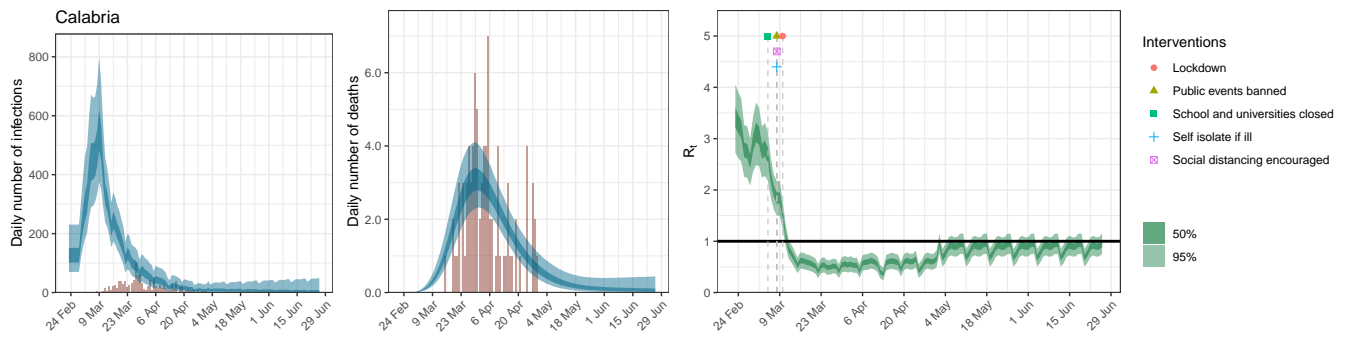 Calabria
Daily number of infections
800
600
400
200
0
24 Feb
9 Mar
23 Mar
6 Apr
20 Apr
4 May
18 May
1 Jun
15 Jun
29 Jun
Daily number of deaths
6.0
4.0
2.0
0.0
24 Feb
9 Mar
23 Mar
6 Apr
20 Apr
4 May
18 May
1 Jun
15 Jun
29 Jun
Rt
5
4
3
2
1
0
24 Feb
9 Mar
23 Mar
6 Apr
20 Apr
4 May
18 May
1 Jun
15 Jun
29 Jun
Interventions
Lockdown
Public events banned
School and universities closed
Self isolate if ill
Social distancing encouraged
50%
95%